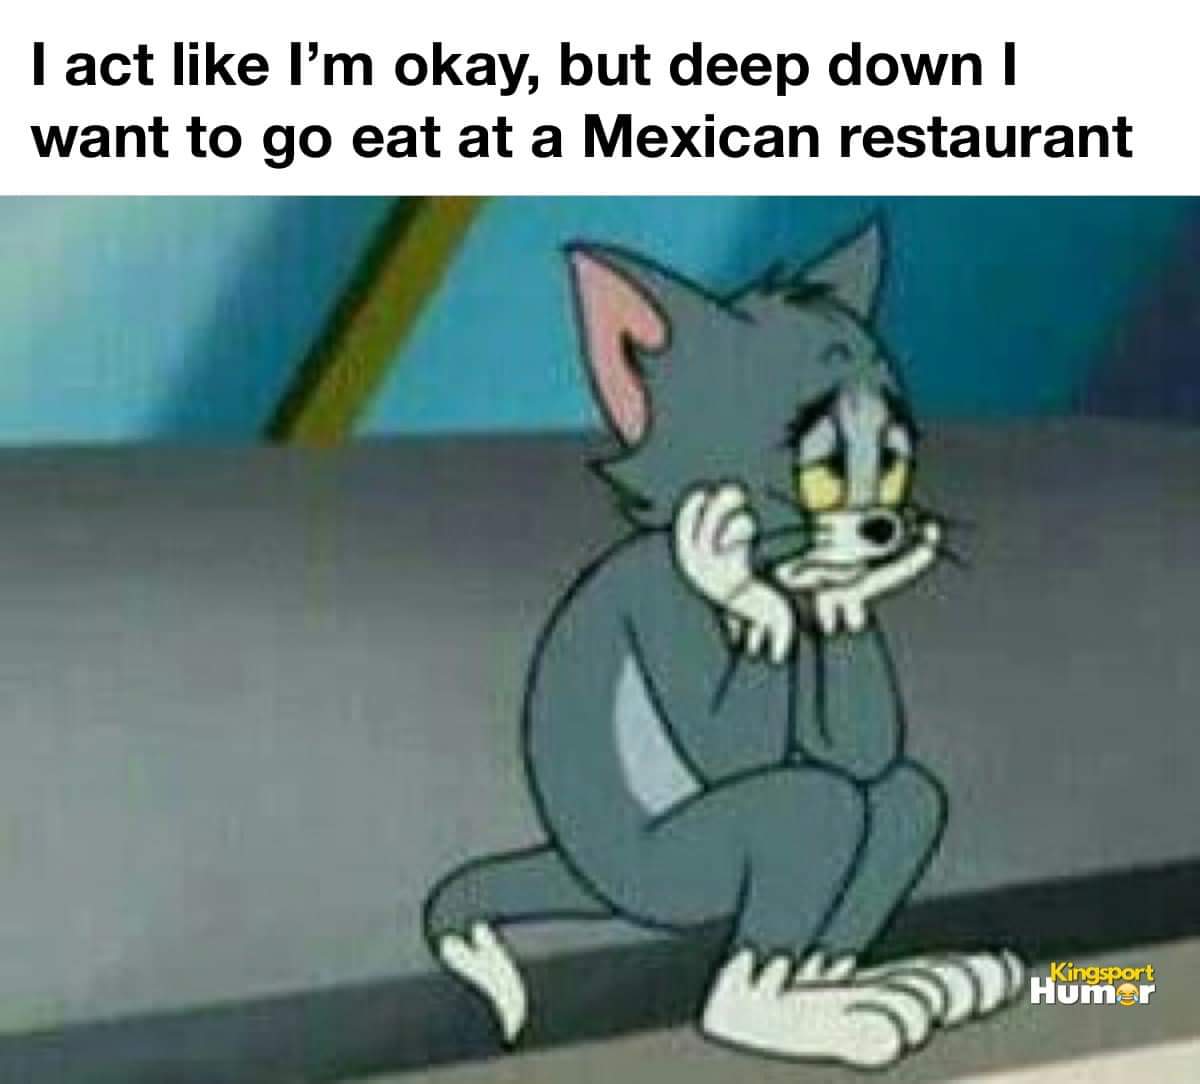 I act like I’m okay, but deep down I
want to go eat at a Mexican restaurant
Kingsport
Humor